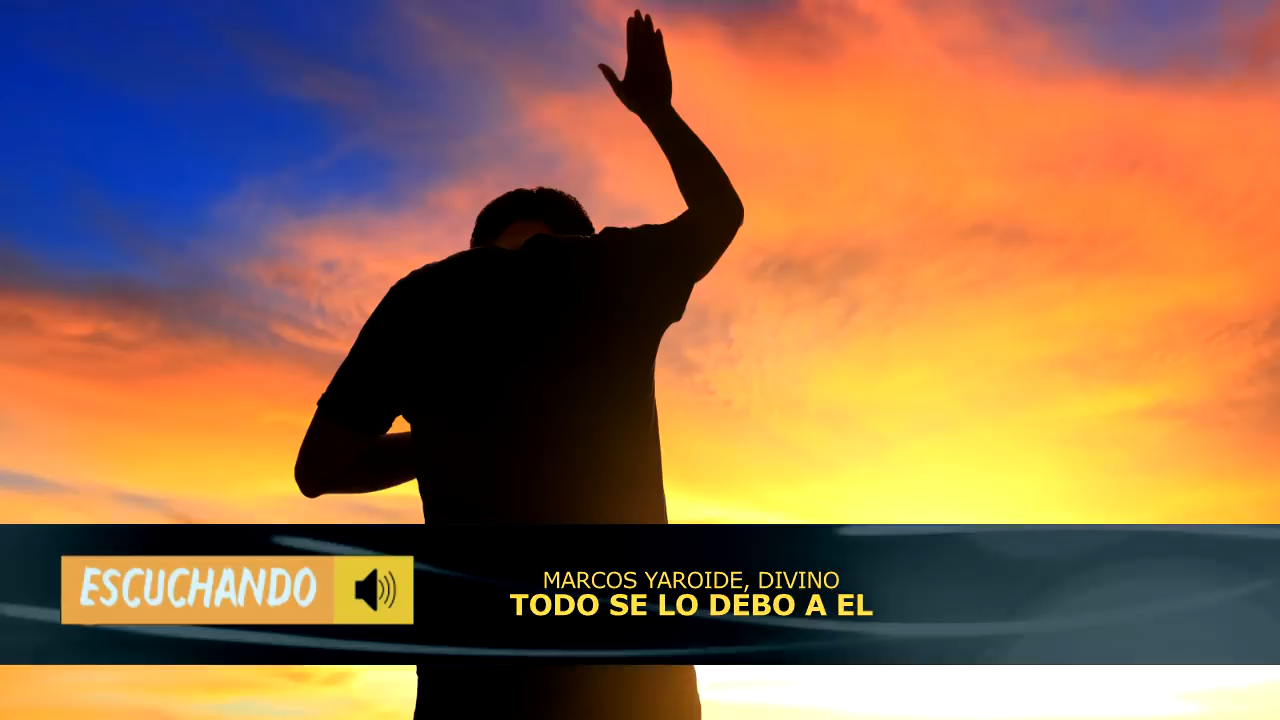 ESCUCHANDO
MARCOS YAROIDE, DIVINO
TODO SE LO DEBO A EL